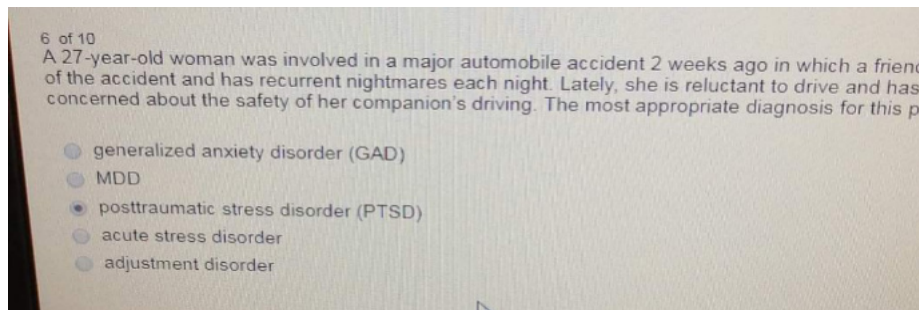 6 of 10
A 27-year-old woman was involved in a major automobile accident 2 weeks ago in which a
of the accident and has recurrent nightmares each night. Lately, she is reluctant to drive and has
concerned about the safety of her companion's driving. The most appropriate diagnosis for this
generalized anxiety disorder (GAD)
MDD
posttraumatic stress disorder (PTSD)
acute stress disorder
adjustment disorder